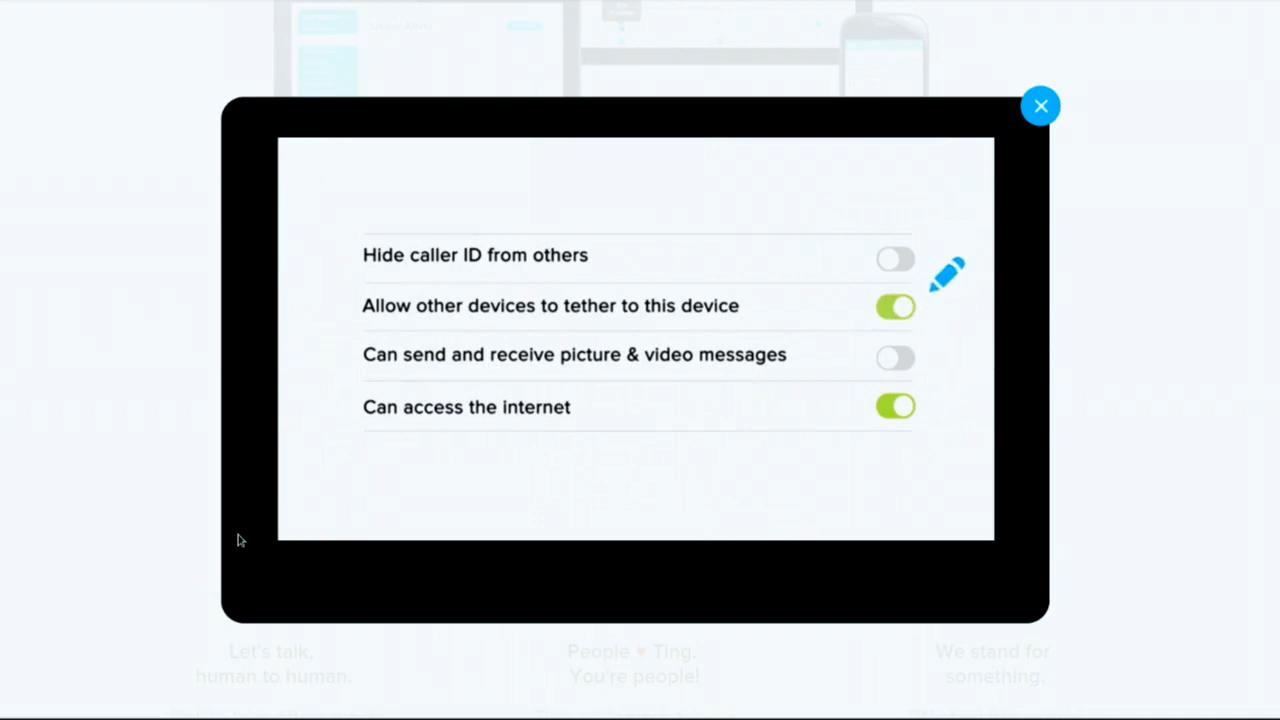 Hide caller ID from others
Allow other devices to tether to this device
Can send and receive picture & video messages
Can access the internet
Let's talk,
human to human.
People ♥ Ting.
You're people!
We stand for
something.